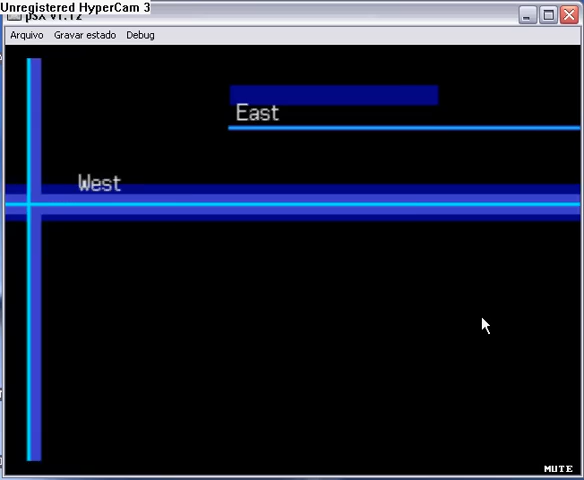 Unregistered HyperCam 3
pSX v1.12
Arquivo Gravar estado Debug
East
West
MUTE